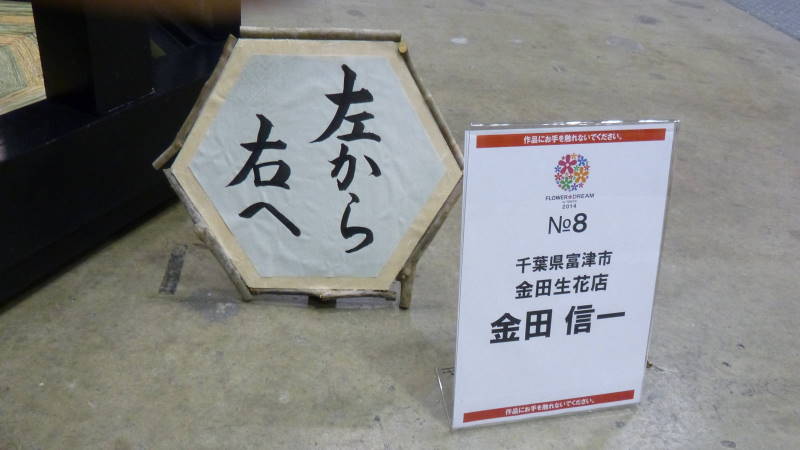 左から
右へ
作品にお手を触れないでください。
FLOWER DREAM
2014
№8
千葉県富津市
金田生花店
金田 信一
作品にお手を触れないでください。